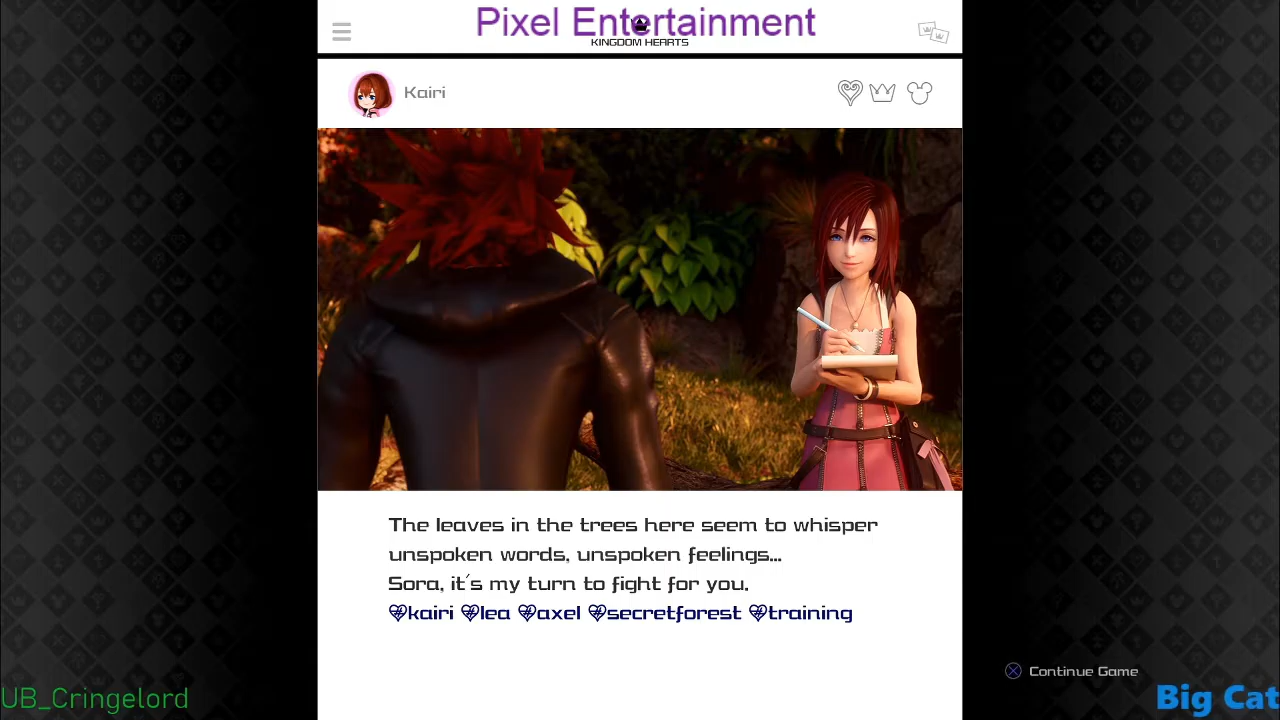 Pixel Entertainment
KINGDOM HEARTS
Kairi
The leaves in the trees here seem to whisper
unspoken words, unspoken feelings...
Sora, it's my turn to fight for you.
kairi lea axel secretforest training
Continue Game
UB_Cringelord
Big Cat